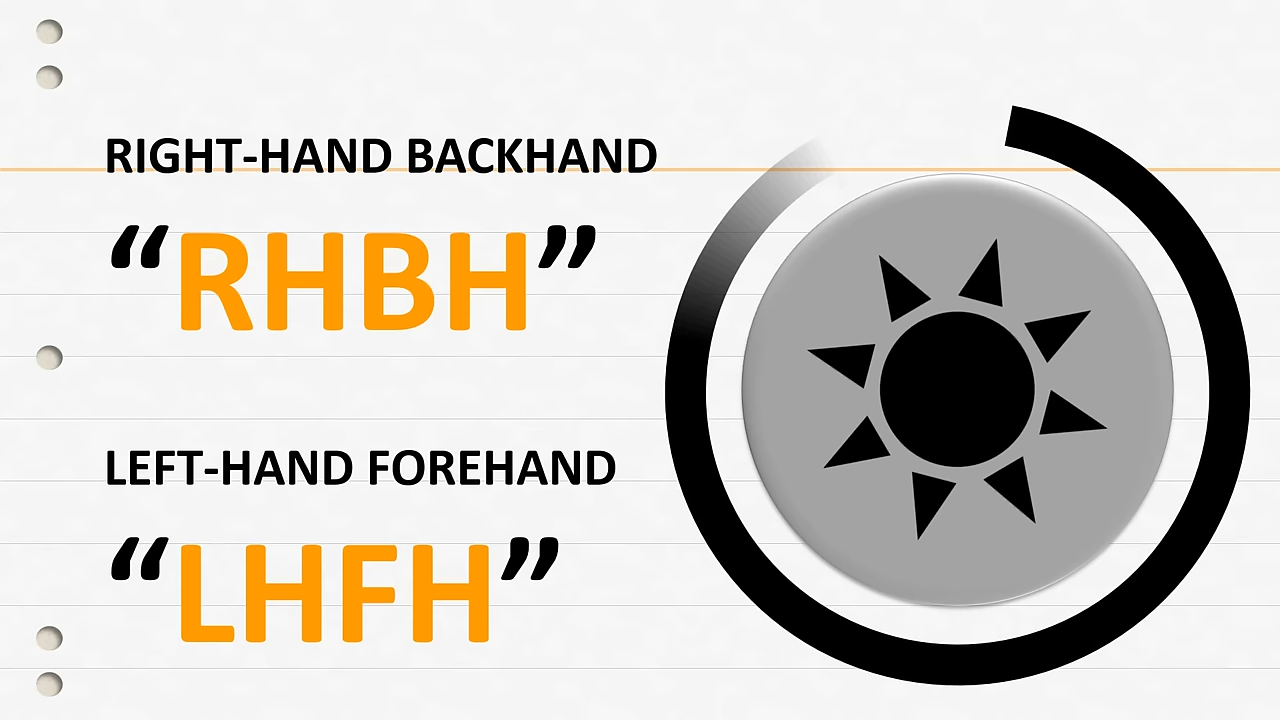 RIGHT-HAND BACKHAND
“RHBH”
LEFT-HAND FOREHAND
“LHFH”